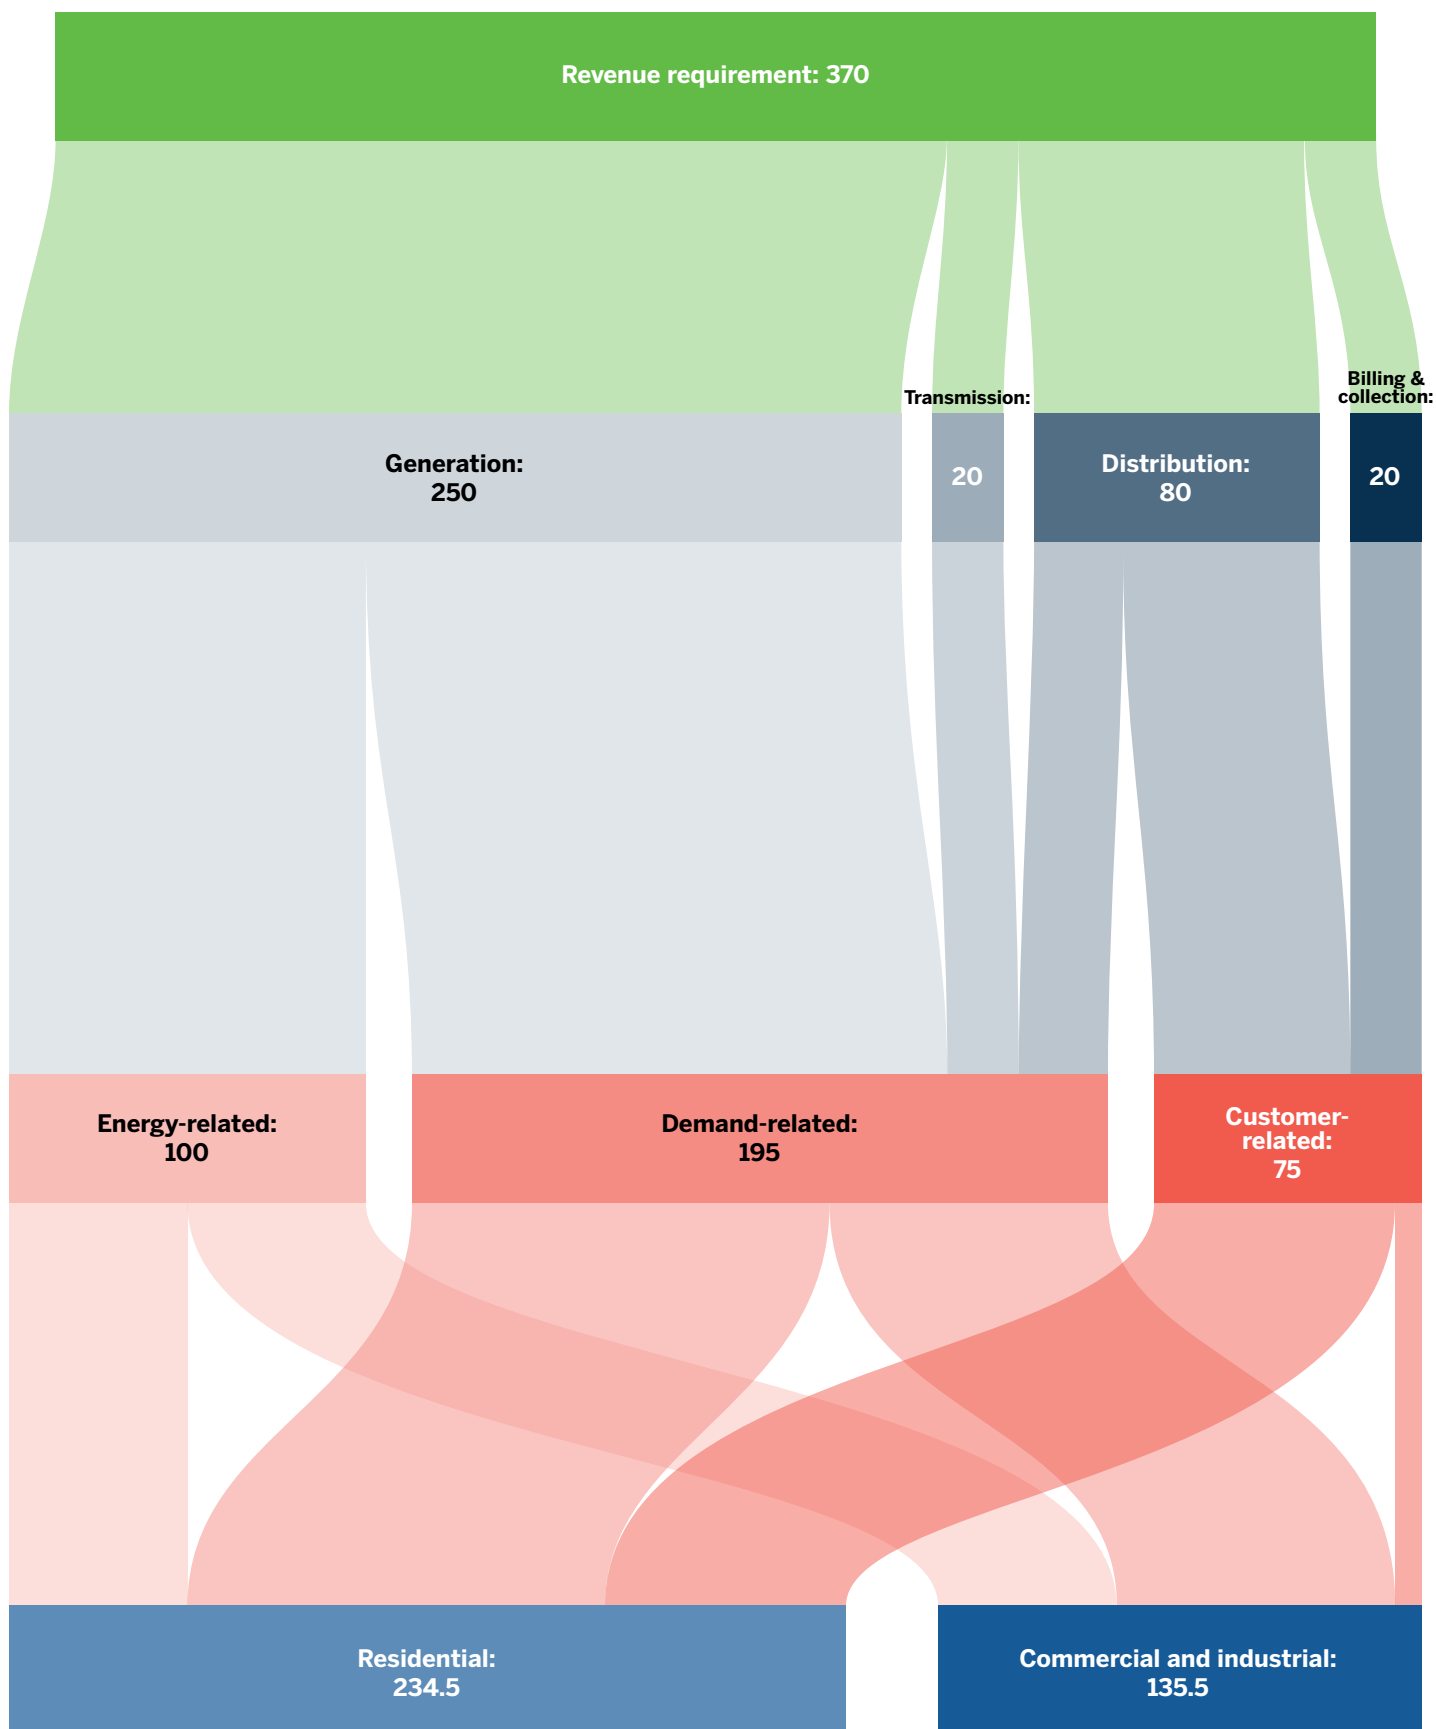 Revenue requirement: 370
Transmission:
Billing &
collection:
Generation:
250
20
Distribution:
80
20
Energy-related:
100
Demand-related:
195
Customer-
related:
75
Residential:
234.5
Commercial and industrial:
135.5